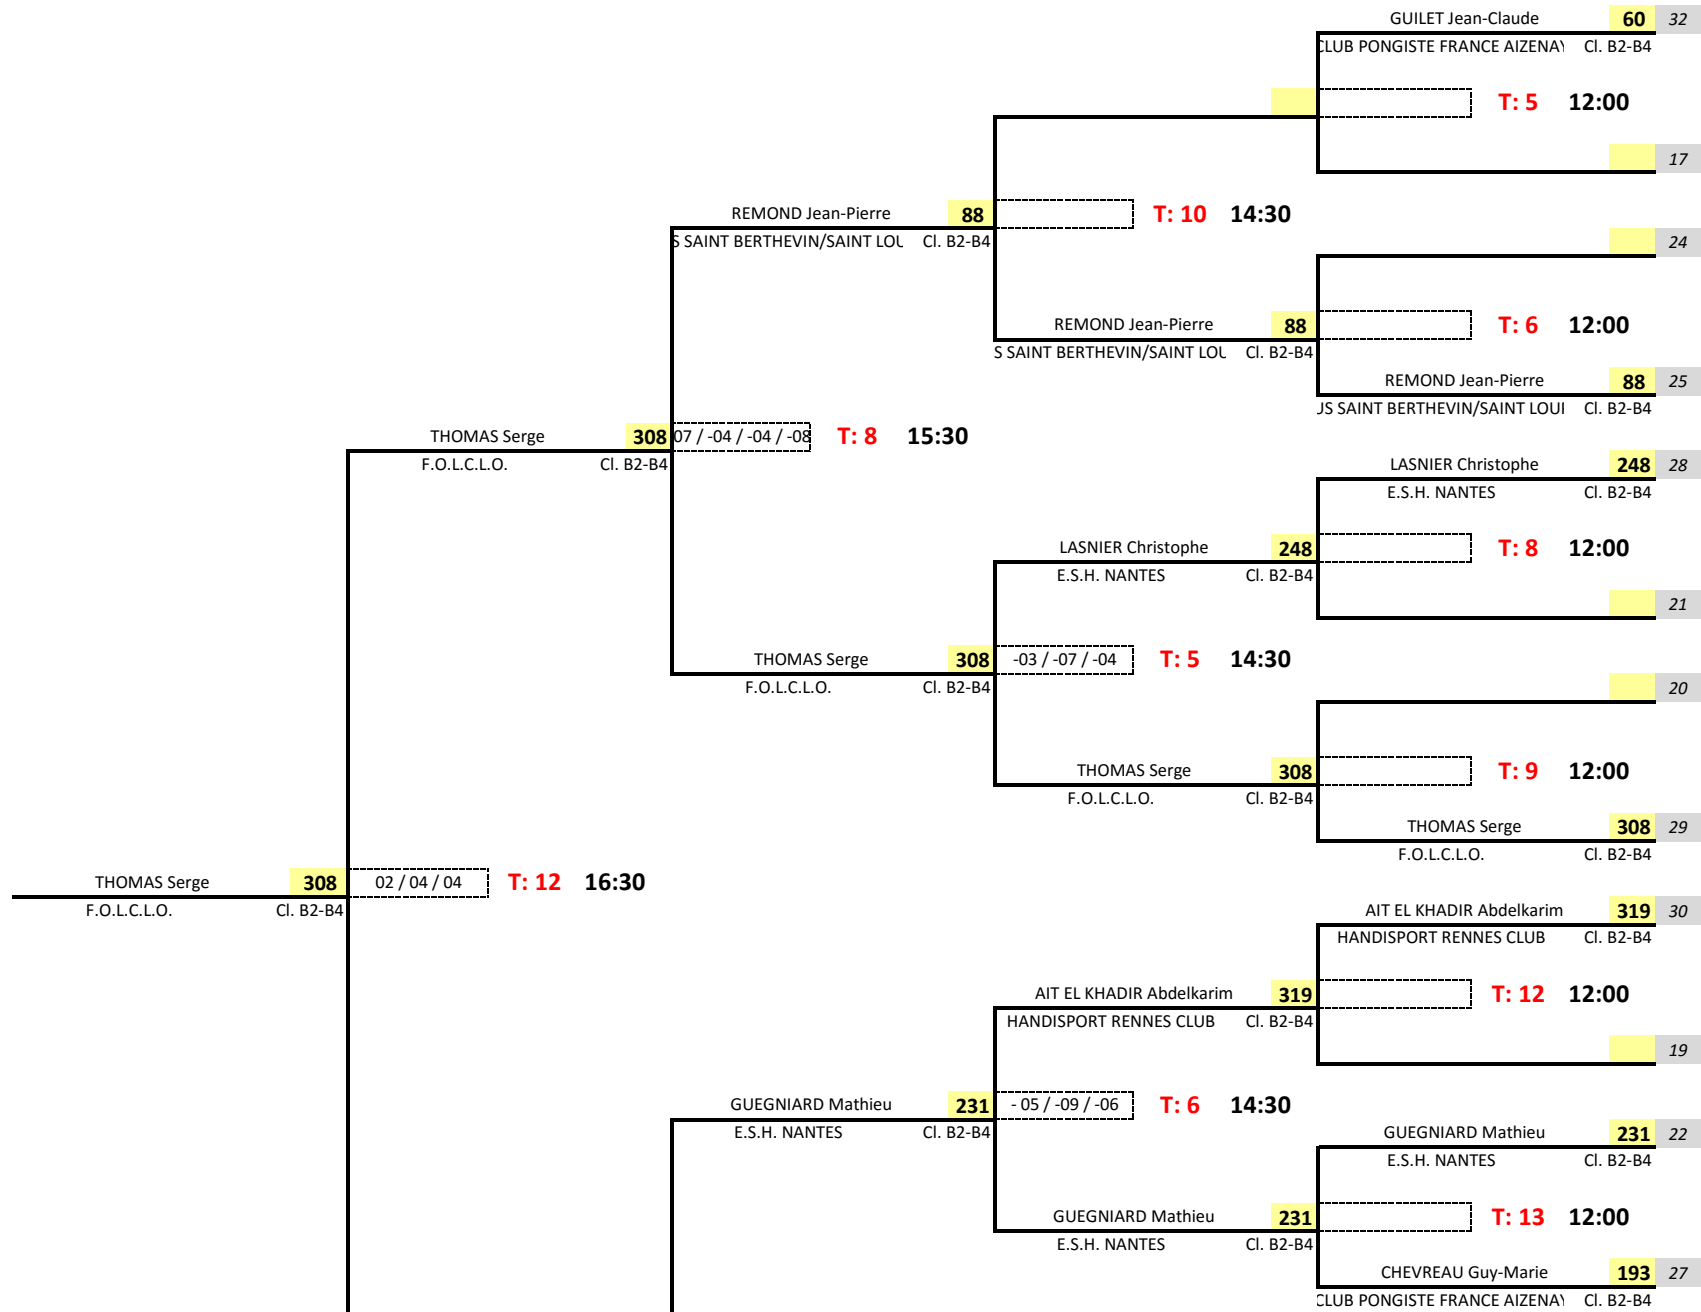 GUILET Jean-Claude 60 32
CLUB PONGISTE FRANCE AIZENAY Cl. B2-B4
T: 5 12:00
17
REMOND Jean-Pierre 88 T: 10 14:30
S SAINT BERTHEVIN/SAINT LOU Cl. B2-B4
24
REMOND Jean-Pierre 88 T: 6 12:00
S SAINT BERTHEVIN/SAINT LOU Cl. B2-B4
REMOND Jean-Pierre 88 25
US SAINT BERTHEVIN/SAINT LOUI Cl. B2-B4
THOMAS Serge 308 07 / -04 / -04 / -08 T: 8 15:30
F.O.L.C.L.O. Cl. B2-B4
LASNIER Christophe 248 28
E.S.H. NANTES Cl. B2-B4
LASNIER Christophe 248 T: 8 12:00
E.S.H. NANTES Cl. B2-B4
21
THOMAS Serge 308 -03 / -07 / -04 T: 5 14:30
F.O.L.C.L.O. Cl. B2-B4
20
THOMAS Serge 308 T: 9 12:00
F.O.L.C.L.O. Cl. B2-B4
THOMAS Serge 308 29
F.O.L.C.L.O. Cl. B2-B4
THOMAS Serge 308 02 / 04 / 04 T: 12 16:30
F.O.L.C.L.O. Cl. B2-B4
AIT EL KHADIR Abdelkarim 319 30
HANDISPORT RENNES CLUB Cl. B2-B4
AIT EL KHADIR Abdelkarim 319 T: 12 12:00
HANDISPORT RENNES CLUB Cl. B2-B4
19
GUEGNIARD Mathieu 231 - 05 / -09 / -06 T: 6 14:30
E.S.H. NANTES Cl. B2-B4
GUEGNIARD Mathieu 231 22
E.S.H. NANTES Cl. B2-B4
GUEGNIARD Mathieu 231 T: 13 12:00
E.S.H. NANTES Cl. B2-B4
CHEVREAU Guy-Marie 193 27
CLUB PONGISTE FRANCE AIZENAY Cl. B2-B4